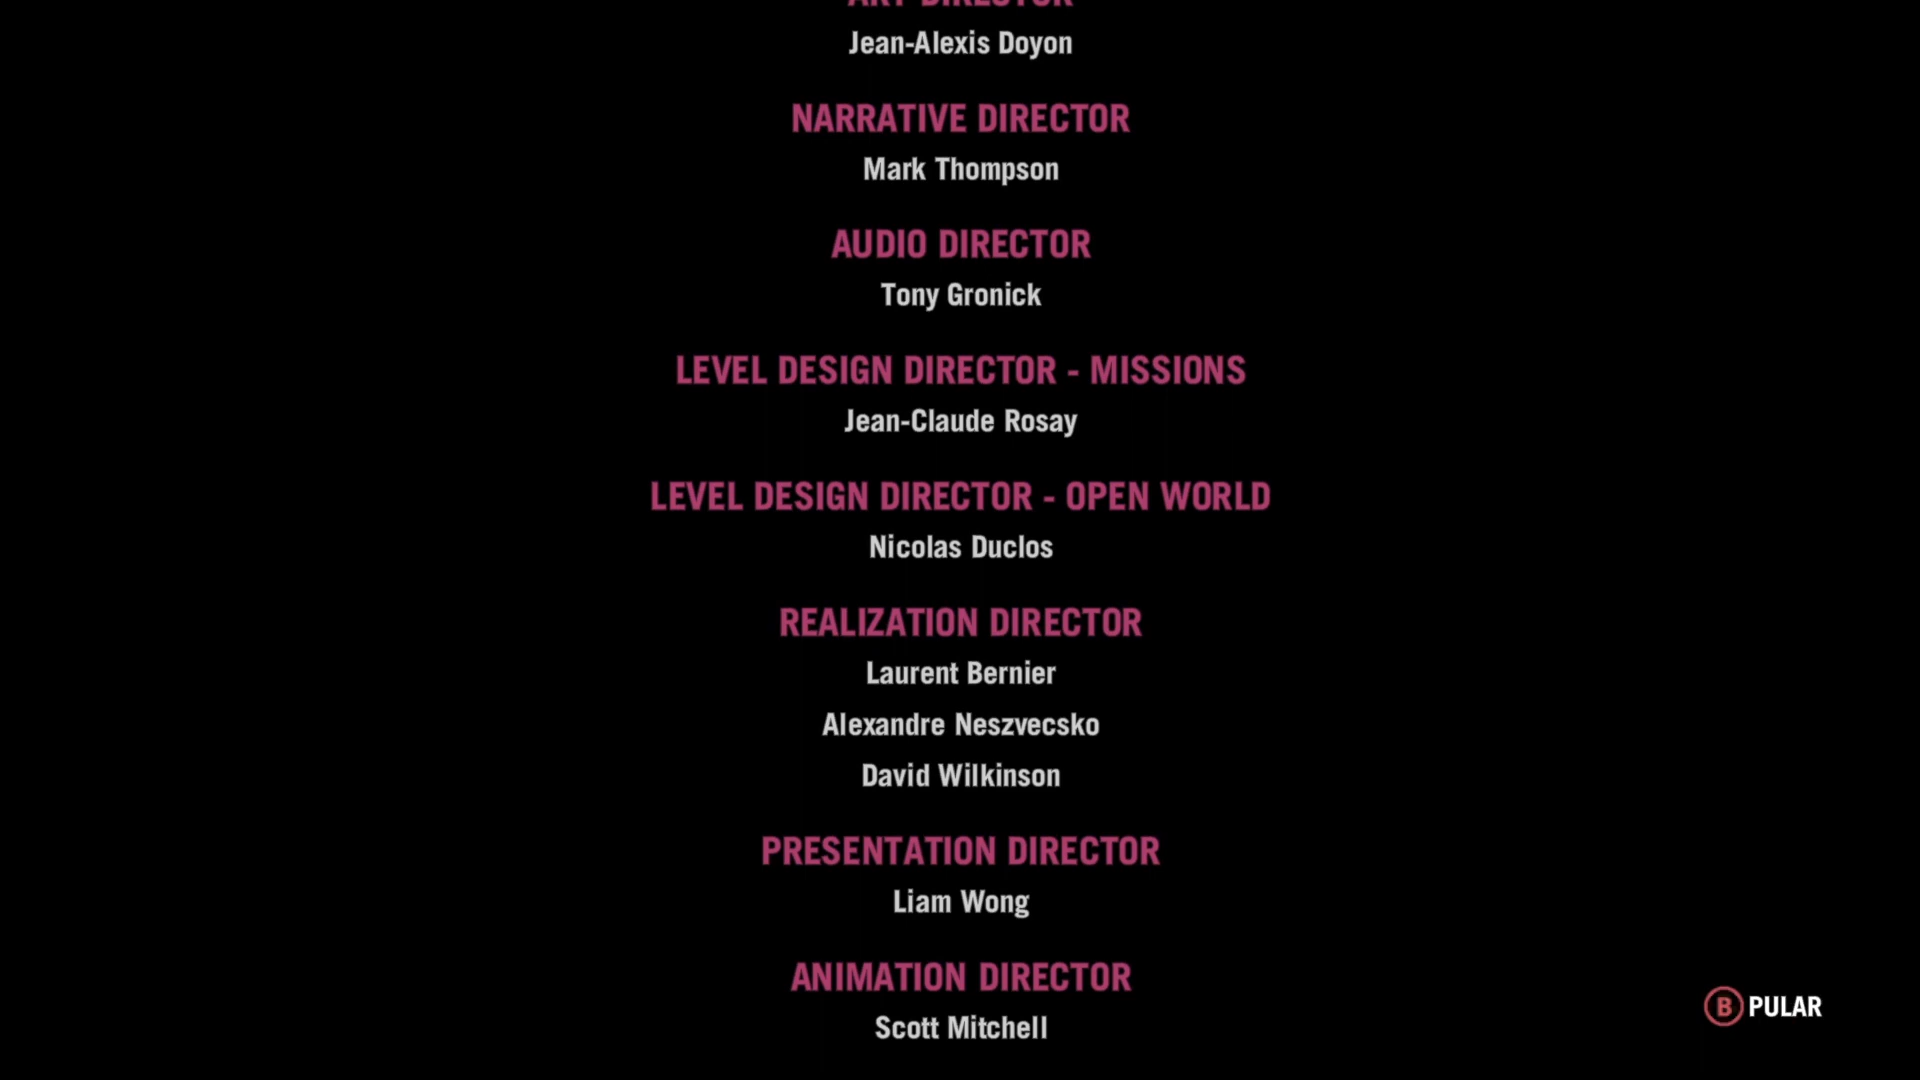 ART DIRECTOR
Jean-Alexis Doyon
NARRATIVE DIRECTOR
Mark Thompson
AUDIO DIRECTOR
Tony Gronick
LEVEL DESIGN DIRECTOR - MISSIONS
Jean-Claude Rosay
LEVEL DESIGN DIRECTOR - OPEN WORLD
Nicolas Duclos
REALIZATION DIRECTOR
Laurent Bernier
Alexandre Neszvecsko
David Wilkinson
PRESENTATION DIRECTOR
Liam Wong
ANIMATION DIRECTOR
Scott Mitchell
B PULAR